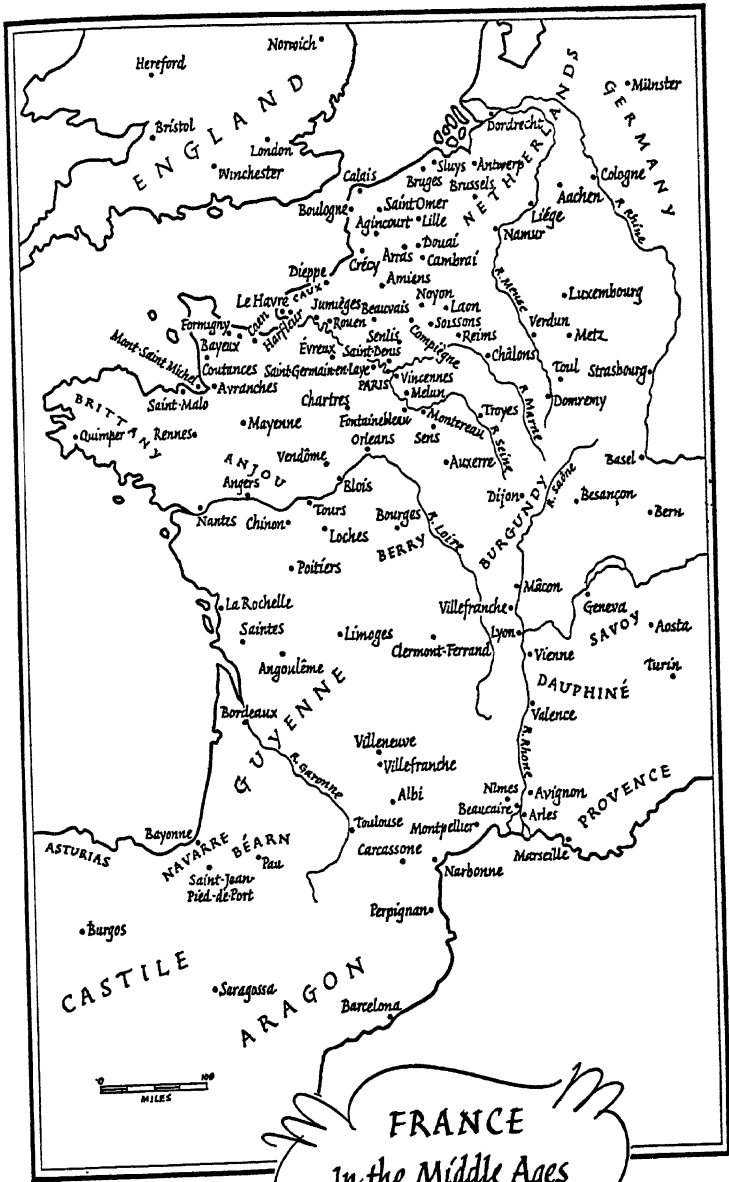 Norwich
Hereford
ENGLAND
Bristol
London
Winchester
NETHERLANDS
GERMANY
Münster
Dordrecht
Sluys
Antwerp
Bruges
Brussels
Cologne
Aachen
R. Rhine
Calais
Boulogne
Saint Omer
Agincourt
Lille
Liége
Namur
Douai
Arras
Cambrai
Crécy
Amiens
R. Meuse
Luxembourg
Dieppe
CAUX
Le Havre
Jumièges
Noyon
Laon
Beauvais
Formigny
Caen
Harfleur
Rouen
Soissons
Verdun
Metz
Bayeux
Senlis
Compiègne
Reims
Mont-Saint Michel
Évreux
Saint-Denis
Châlons
Coutances
Saint-Germain-en-Laye
PARIS
Vincennes
Toul
Strasbourg
Avranches
Saint-Malo
Melun
R. Marne
Domremy
BRITTANY
Chartres
Fontainebleau
Montereau
Troyes
Mayenne
Quimper
Rennes
Sens
R. Seine
Orleans
ANJOU
Vendôme
Auxerre
Basel
Angers
Blois
Dijon
BURGUNDY
R. Saône
Besançon
Nantes
Chinon
Tours
Bourges
R. Loire
Bern
Loches
BERRY
Poitiers
Mâcon
La Rochelle
Villefranche
Geneva
Saintes
Limoges
Lyon
SAVOY
Aosta
Clermont-Ferrand
Vienne
Angoulême
Turin
DAUPHINÉ
GUYENNE
Bordeaux
Valence
Villeneuve
R. Garonne
R. Rhone
Villefranche
PROVENCE
Albi
Nîmes
Avignon
Beaucaire
Arles
Toulouse
Montpellier
Bayonne
ASTURIAS
NAVARRE
BÉARN
Marseille
Carcassone
Pau
Narbonne
Saint-Jean-
Pied-de-Port
Perpignan
Burgos
CASTILE
Saragossa
ARAGON
Barcelona
0 100
MILES
FRANCE
In the Middle Ages